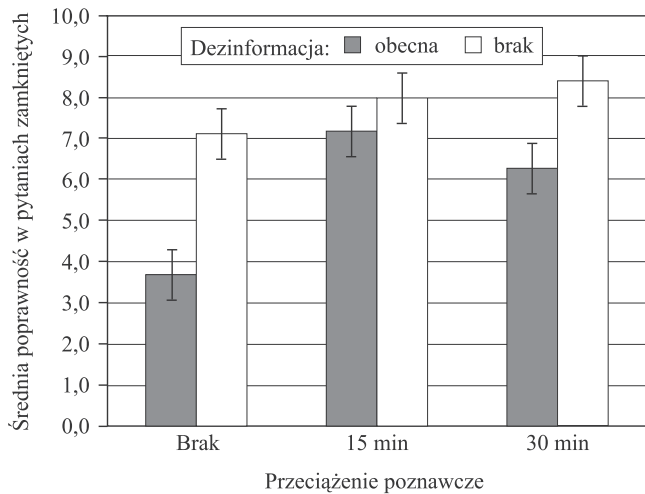 Średnia poprawność w pytaniach zamkniętych
10,0
9,0
8,0
7,0
6,0
5,0
4,0
3,0
2,0
1,0
0,0
Dezinformacja: obecna brak
Brak 15 min 30 min
Przeciążenie poznawcze